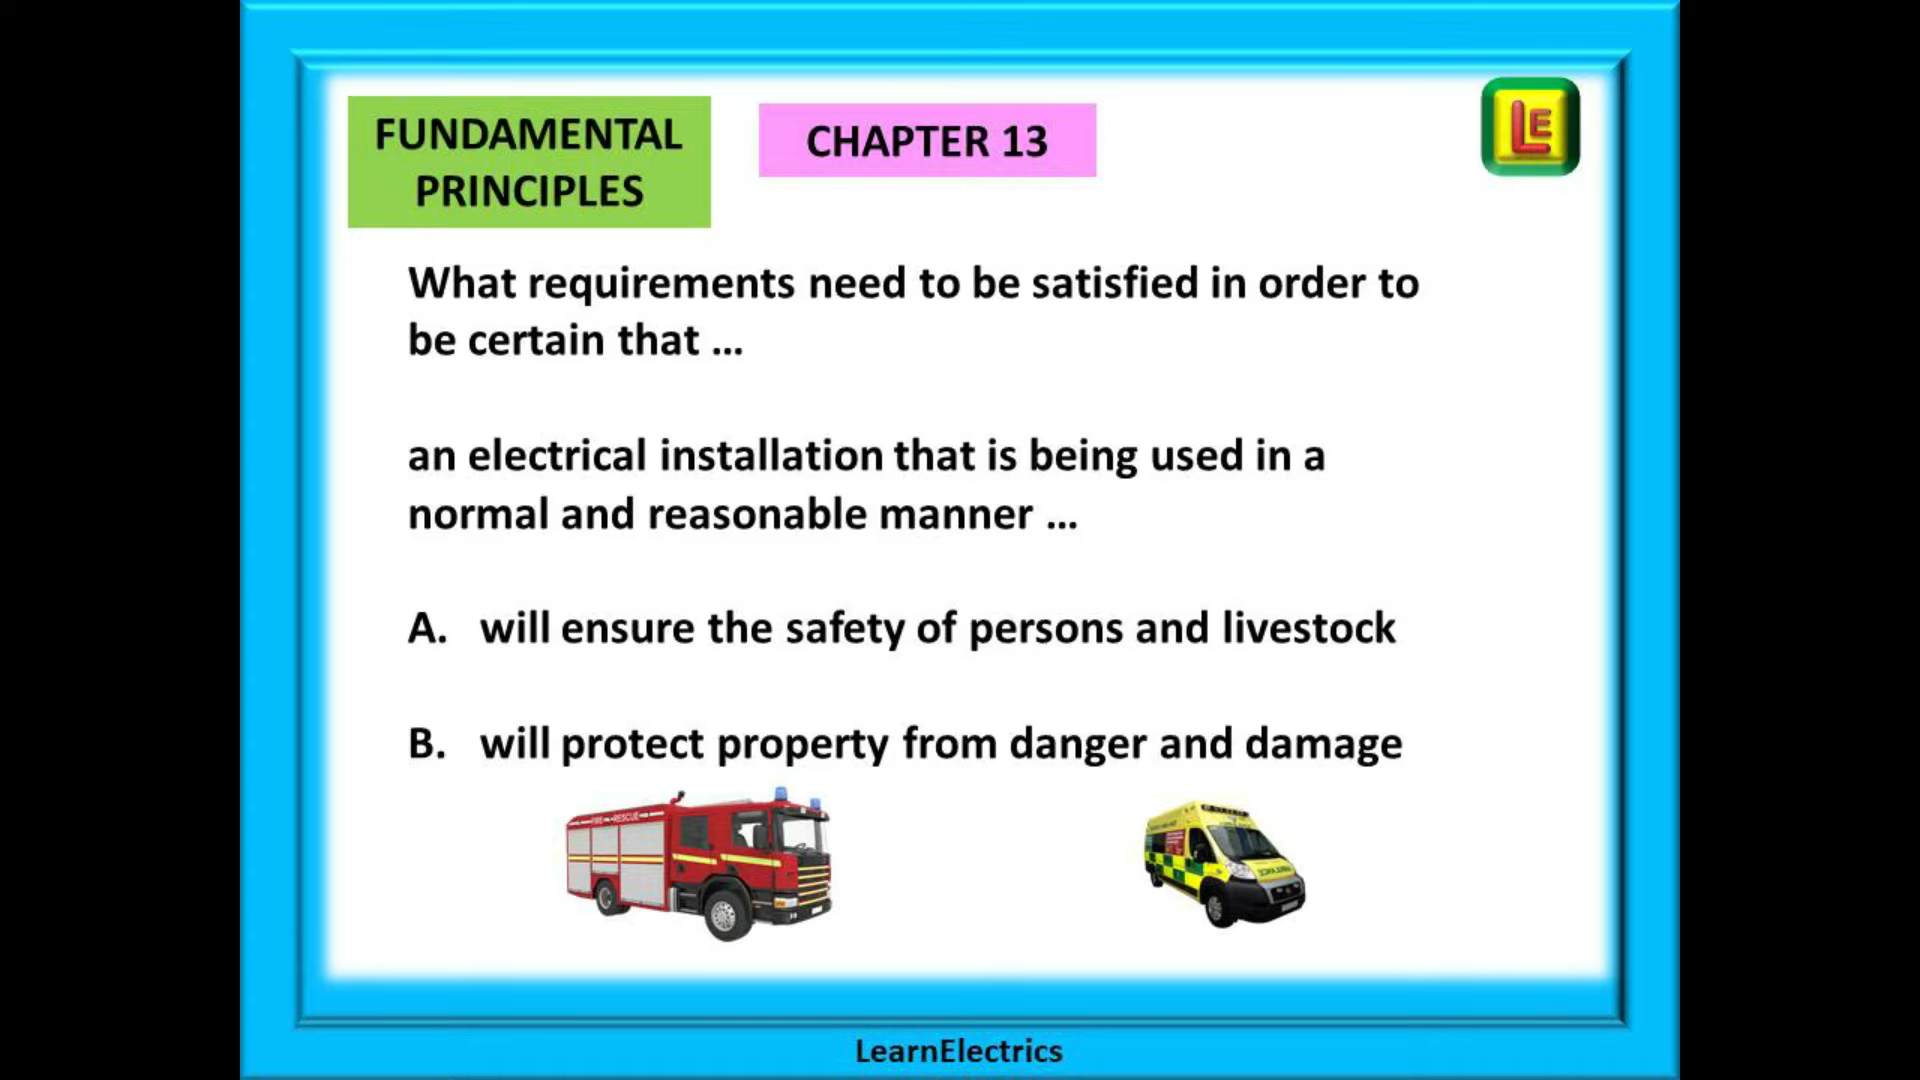 FUNDAMENTAL
PRINCIPLES
CHAPTER 13
LE
What requirements need to be satisfied in order to
be certain that ...
an electrical installation that is being used in a
normal and reasonable manner ...
A. will ensure the safety of persons and livestock
B. will protect property from danger and damage
FIRE RESCUE
LearnElectrics